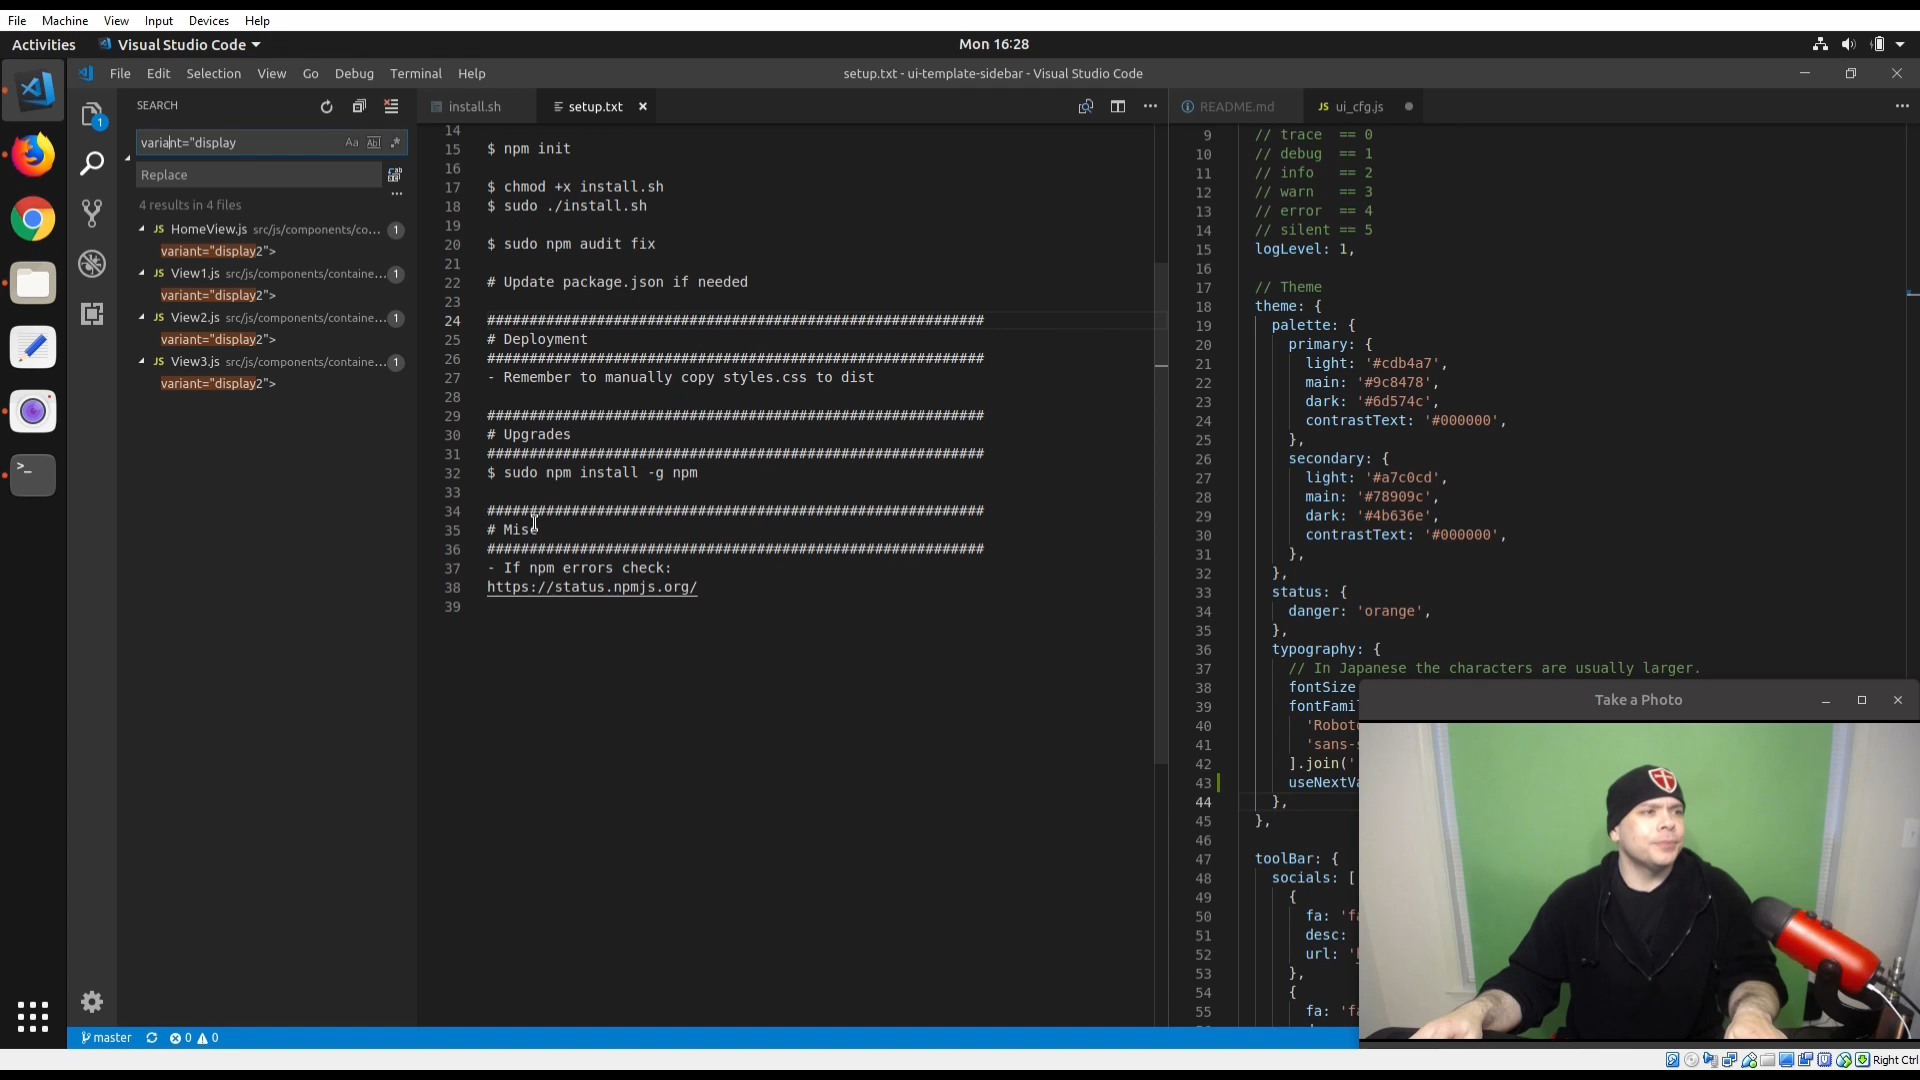 File Machine View Input Devices Help
Activities Visual Studio Code Mon 16:28
File Edit Selection View Go Debug Terminal Help setup.txt - ui-template-sidebar - Visual Studio Code
SEARCH
variant="display
Aa Abl .*
Replace
4 results in 4 files
HomeView.js src/js/components/co... 1
variant="display2">
View1.js src/js/components/containe... 1
variant="display2">
View2.js src/js/components/containe... 1
variant="display2">
View3.js src/js/components/containe... 1
variant="display2">
1
install.sh setup.txt
14
15 $ npm init
16
17 $ chmod +x install.sh
18 $ sudo ./install.sh
19
20 $ sudo npm audit fix
21
22 # Update package.json if needed
23
24 ###########################################################
25 # Deployment
26 ###########################################################
27 - Remember to manually copy styles.css to dist
28
29 ###########################################################
30 # Upgrades
31 ###########################################################
32 $ sudo npm install -g npm
33
34 ###########################################################
35 # Misc
36 ###########################################################
37 - If npm errors check:
38 https://status.npmjs.org/
39
README.md JS ui_cfg.js
9 // trace == 0
10 // debug == 1
11 // info == 2
12 // warn == 3
13 // error == 4
14 // silent == 5
15 logLevel: 1,
16
17 // Theme
18 theme: {
19 palette: {
20 primary: {
21 light: '#cdb4a7',
22 main: '#9c8478',
23 dark: '#6d574c',
24 contrastText: '#000000',
25 },
26 secondary: {
27 light: '#a7c0cd',
28 main: '#78909c',
29 dark: '#4b636e',
30 contrastText: '#000000',
31 },
32 },
33 status: {
34 danger: 'orange',
35 },
36 typography: {
37 // In Japanese the characters are usually larger.
38 fontSize
39 fontFami
40 'Robot
41 'sans-
42 ].join('
43 useNextVa
44 },
45 },
46
47 toolBar: {
48 socials: [
49 {
50 fa: 'f
51 desc:
52 url: '
53 },
54 {
55 fa: 'f
Take a Photo
master 0 0
Right Ctrl